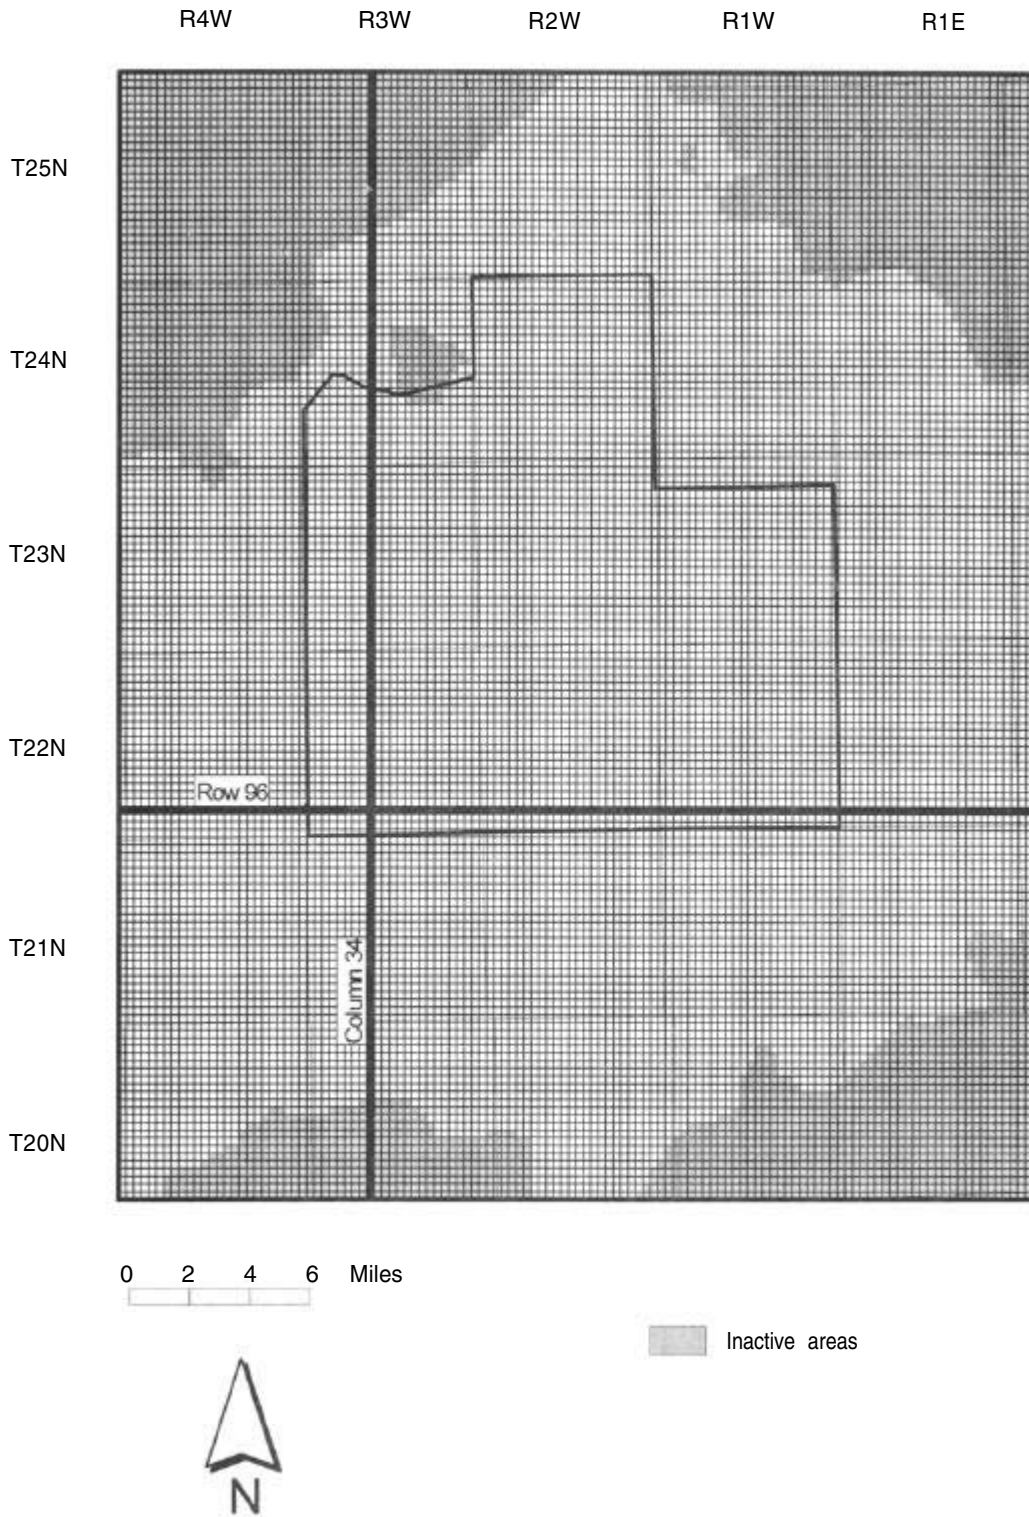 R4W R3W R2W R1W R1E
T25N
T24N
T23N
T22N
Row 96
T21N
Column 34
T20N
0 2 4 6 Miles
Inactive areas
N